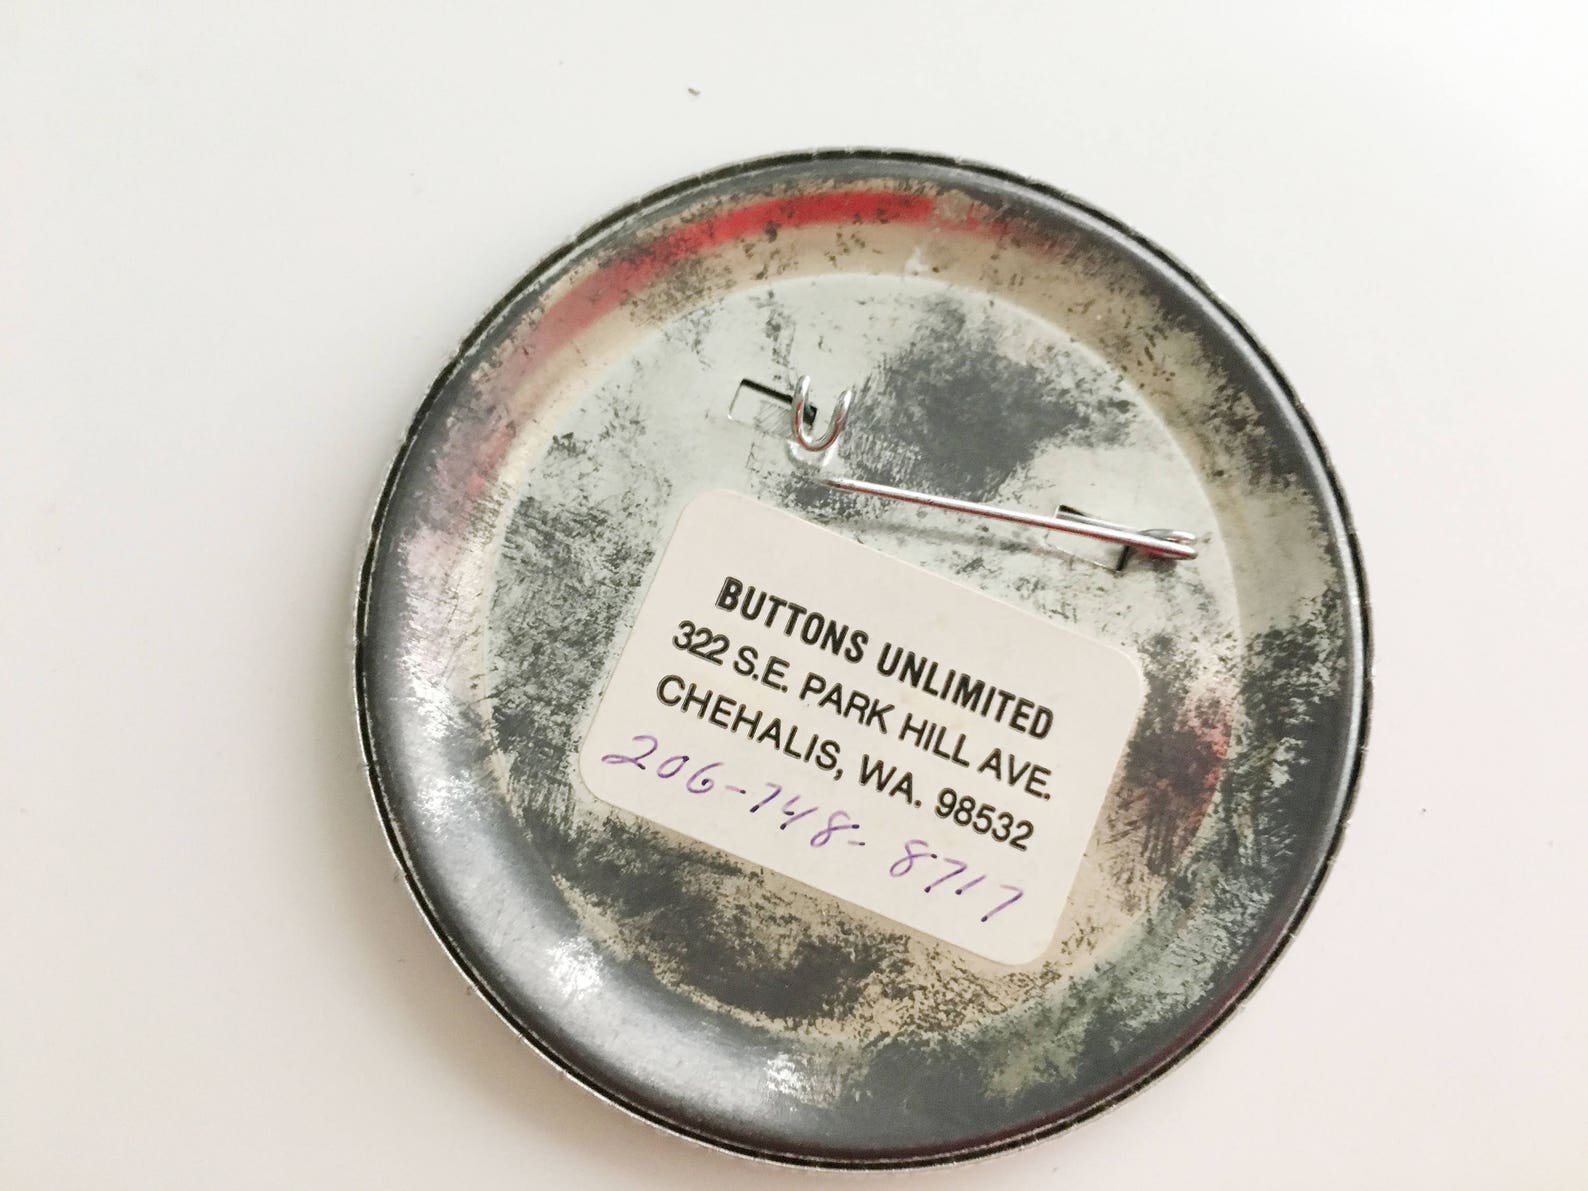 BUTTONS UNLIMITED
322 S.E. PARK HILL AVE.
CHEHALIS, WA. 98532
206-748-8717